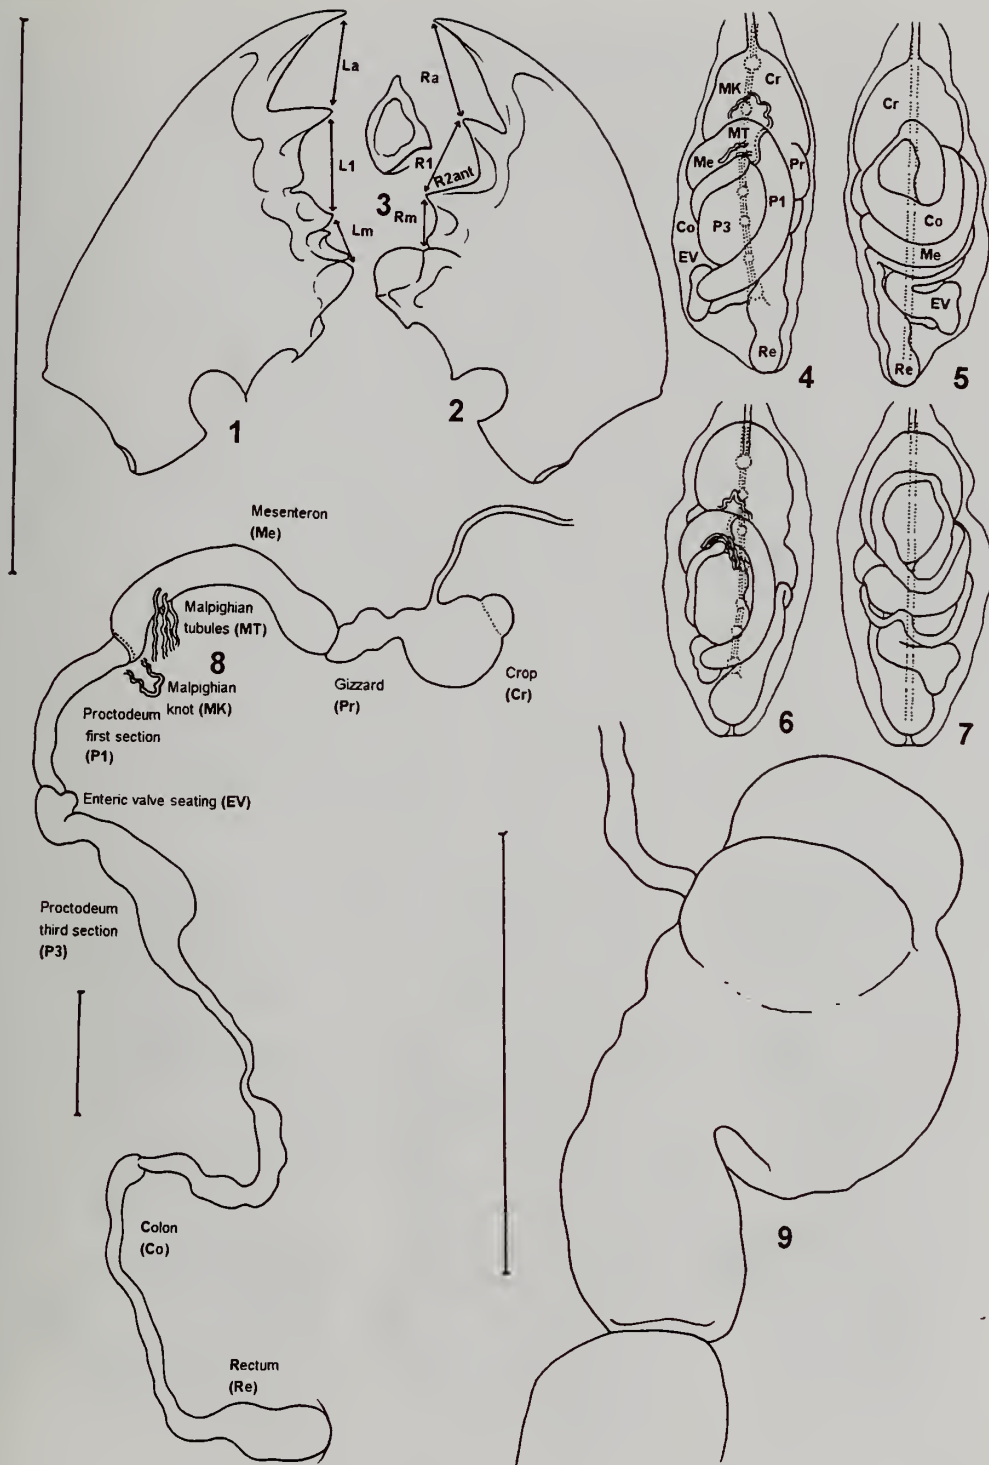 La
L1
Lm
1
3
Ra
R1
R2ant
Rm
2
MK
Cr
MT
Me
Pr
P1
Co
P3
EV
Re
4
Cr
Co
Me
EV
Re
5
6
7
Mesenteron
(Me)
Malpighian
tubules (MT)
8
Malpighian
knot (MK)
Gizzard
(Pr)
Crop
(Cr)
Proctodeum
first section
(P1)
Enteric valve seating (EV)
Proctodeum
third section
(P3)
Colon
(Co)
Rectum
(Re)
9